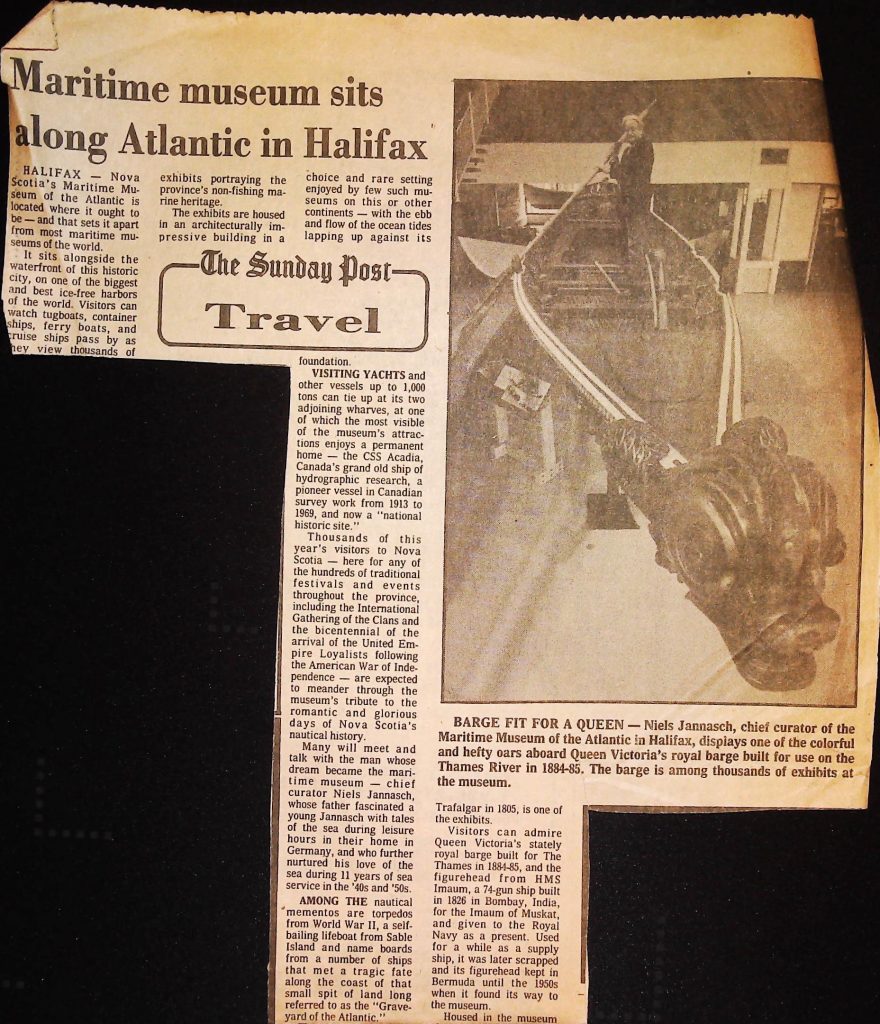 Maritime museum sits
along Atlantic in Halifax
HALIFAX — Nova
Scotia's Maritime Mu-
seum of the Atlantic is
located where it ought to
be — and that sets it apart
from most maritime mu-
seums of the world.
It sits alongside the
waterfront of this historic
city, on one of the biggest
and best ice-free harbors
of the world. Visitors can
watch tugboats, container
ships, ferry boats, and
cruise ships pass by as
hey view thousands of
exhibits portraying the
province's non-fishing ma-
rine heritage.
The exhibits are housed
in an architecturally im-
pressive building in a
choice and rare setting
enjoyed by few such mu-
seums on this or other
continents — with the ebb
and flow of the ocean tides
lapping up against its
The Sunday Post
Travel
foundation.
VISITING YACHTS and
other vessels up to 1,000
tons can tie up at its two
adjoining wharves, at one
of which the most visible
of the museum's attrac-
tions enjoys a permanent
home — the CSS Acadia,
Canada's grand old ship of
hydrographic research, a
pioneer vessel in Canadian
survey work from 1913 to
1969, and now a "national
historic site."
Thousands of this
year's visitors to Nova
Scotia — here for any of
the hundreds of traditional
festivals and events
throughout the province,
including the International
Gathering of the Clans and
the bicentennial of the
arrival of the United Em-
pire Loyalists following
the American War of Inde-
pendence — are expected
to meander through the
museum's tribute to the
romantic and glorious
days of Nova Scotia's
nautical history.
Many will meet and
talk with the man whose
dream became the mari-
time museum — chief
curator Niels Jannasch,
whose father fascinated a
young Jannasch with tales
of the sea during leisure
hours in their home in
Germany, and who further
nurtured his love of the
sea during 11 years of sea
service in the '40s and '50s.
AMONG THE nautical
mementos are torpedos
from World War II, a self-
bailing lifeboat from Sable
Island and name boards
from a number of ships
that met a tragic fate
along the coast of that
small spit of land long
referred to as the "Grave-
yard of the Atlantic."
BARGE FIT FOR A QUEEN — Niels Jannasch, chief curator of the
Maritime Museum of the Atlantic in Halifax, displays one of the colorful
and hefty oars aboard Queen Victoria's royal barge built for use on the
Thames River in 1884-85. The barge is among thousands of exhibits at
the museum.
Trafalgar in 1805, is one of
the exhibits.
Visitors can admire
Queen Victoria's stately
royal barge built for The
Thames in 1884-85, and the
figurehead from HMS
Imaum, a 74-gun ship built
in 1826 in Bombay, India,
for the Imaum of Muskat,
and given to the Royal
Navy as a present. Used
for a while as a supply
ship, it was later scrapped
and its figurehead kept in
Bermuda until the 1950s
when it found its way to
the museum.
Housed in the museum